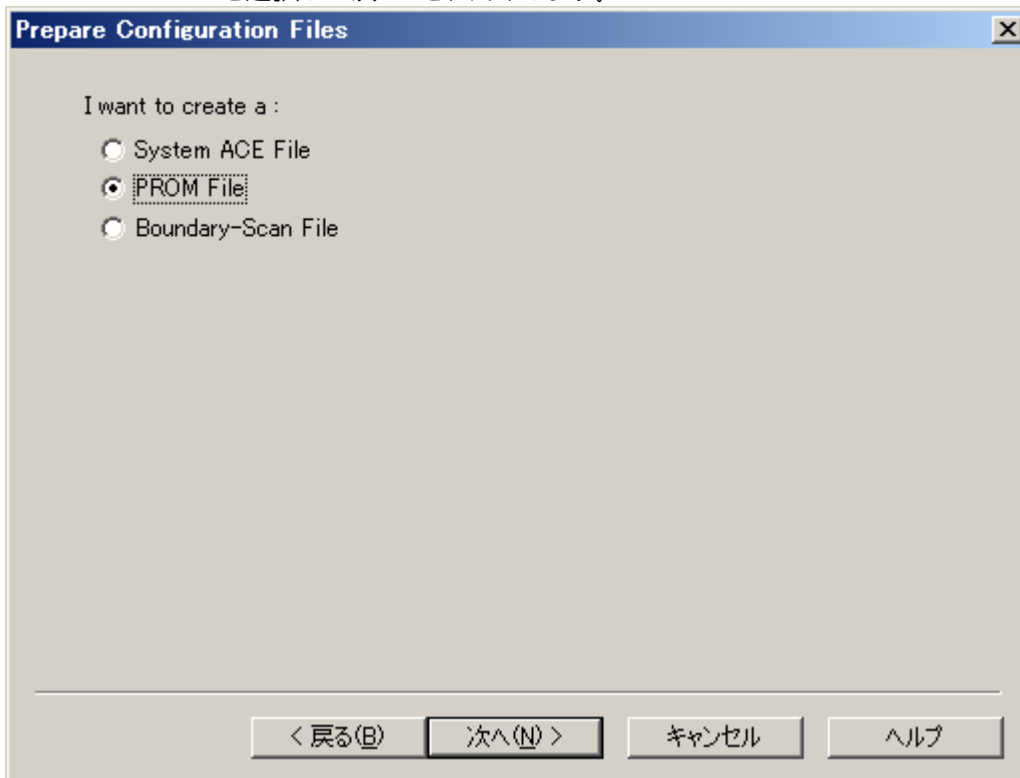 Prepare Configuration Files
I want to create a :
System ACE File
PROM File
Boundary-Scan File
< 戻る(B)
次へ(N) >
キャンセル
ヘルプ